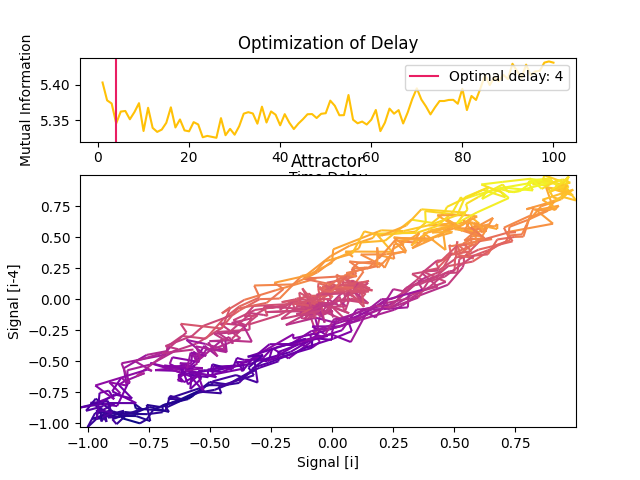 Optimization of Delay
Mutual Information
5.40
5.35
Optimal delay: 4
0 20 40 60 80 100
Time Delay
Attractor
Signal [i-4]
0.75
0.50
0.25
0.00
−0.25
−0.50
−0.75
−1.00
−1.00 −0.75 −0.50 −0.25 0.00 0.25 0.50 0.75
Signal [i]